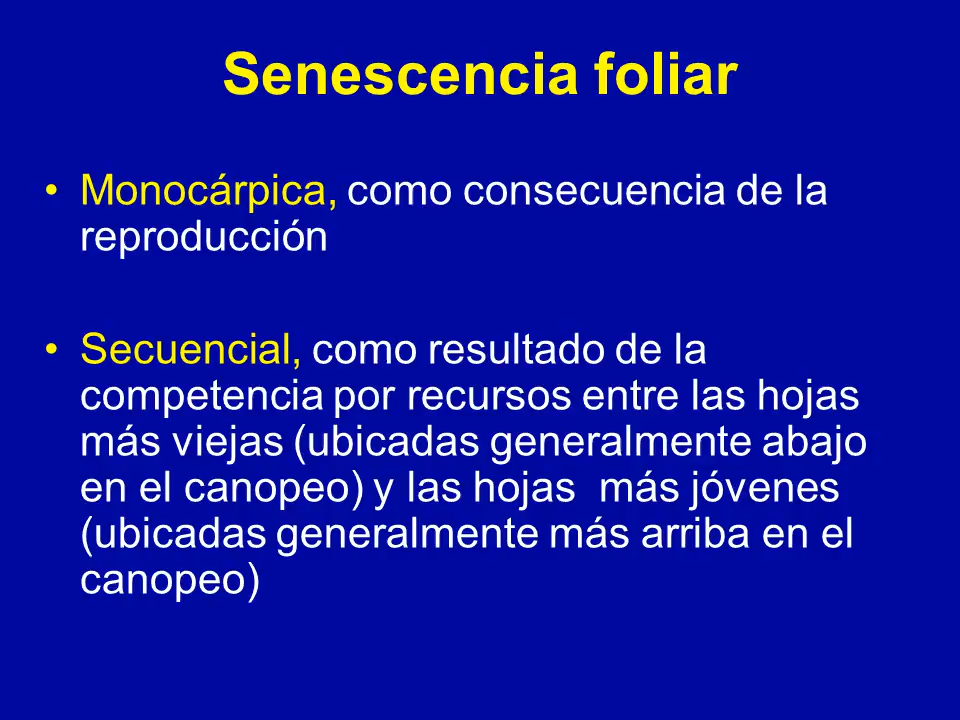 Senescencia foliar
• Monocárpica, como consecuencia de la
reproducción
• Secuencial, como resultado de la
competencia por recursos entre las hojas
más viejas (ubicadas generalmente abajo
en el canopeo) y las hojas  más jóvenes
(ubicadas generalmente más arriba en el
canopeo)